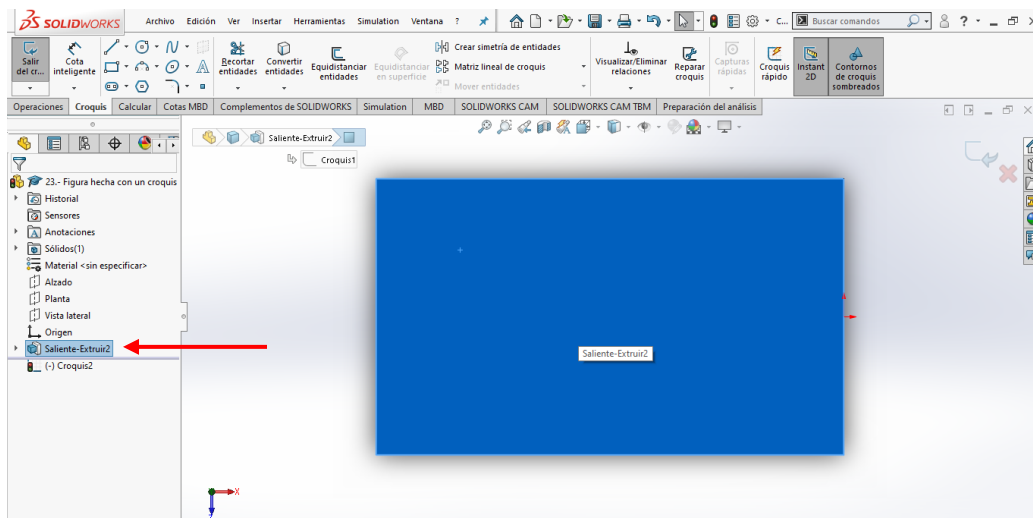 SOLIDWORKS Archivo Edición Ver Insertar Herramientas Simulation Ventana ? C... Buscar comandos ?
Salir del cr...
Cota inteligente
Recortar entidades
Convertir entidades
Equidistanciar entidades
Equidistanciar en superficie
Crear simetría de entidades
Matriz lineal de croquis
Mover entidades
Visualizar/Eliminar relaciones
Reparar croquis
Capturas rápidas
Croquis rápido
Instant 2D
Contornos de croquis sombreados
Operaciones Croquis Calcular Cotas MBD Complementos de SOLIDWORKS Simulation MBD SOLIDWORKS CAM SOLIDWORKS CAM TBM Preparación del análisis
Saliente-Extruir2
Croquis1
23.- Figura hecha con un croquis
Historial
Sensores
Anotaciones
Sólidos(1)
Material <sin especificar>
Alzado
Planta
Vista lateral
Origen
Saliente-Extruir2
(-) Croquis2
Saliente-Extruir2
X